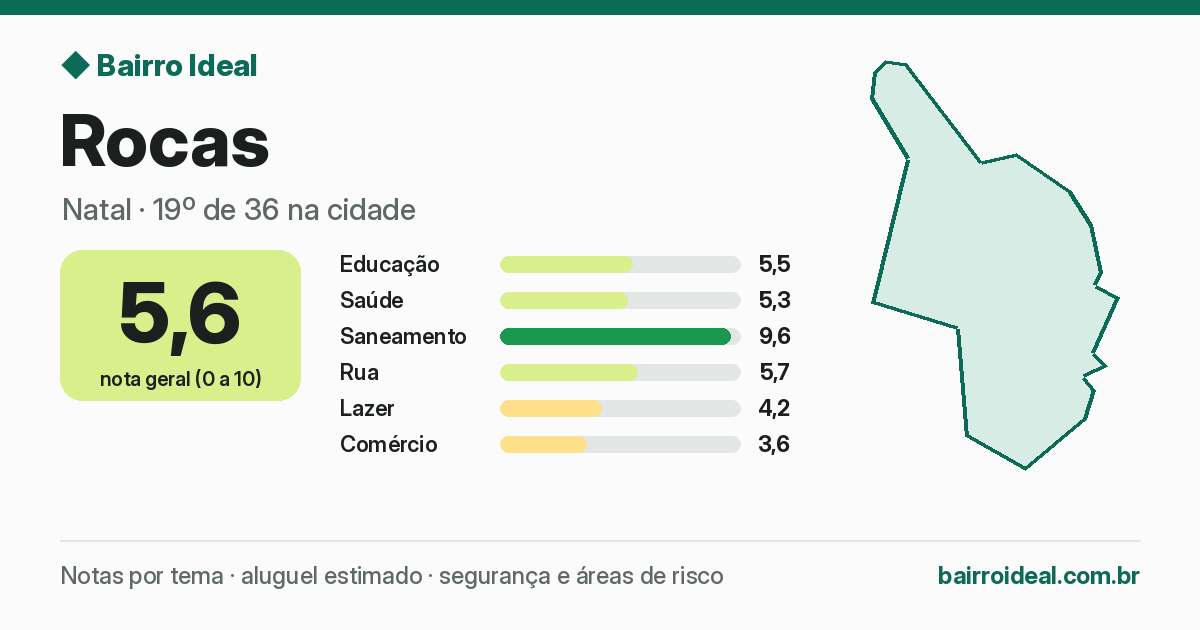 Bairro Ideal
Rocas
Natal · 19º de 36 na cidade
5,6
nota geral (0 a 10)
Educação 5,5
Saúde 5,3
Saneamento 9,6
Rua 5,7
Lazer 4,2
Comércio 3,6
Notas por tema · aluguel estimado · segurança e áreas de risco
bairroideal.com.br